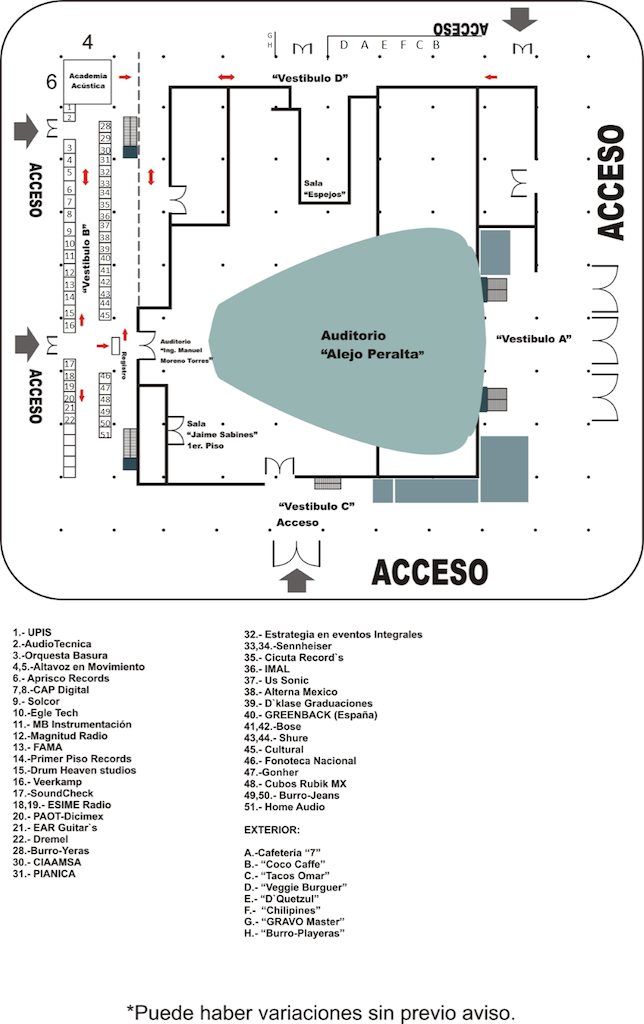 ACCESO
G
H
D A E F C B
4
6
Academia
Acústica
"Vestibulo D"
1
2
3
4
5
6
7
8
9
10
11
12
13
14
15
16
17
18
19
20
21
22
28
29
30
31
32
33
34
35
36
37
38
39
40
41
42
43
44
45
46
47
48
49
50
51
ACCESO
ACCESO
ACCESO
"Vestibulo B"
Sala
"Espejos"
Auditorio
"Alejo Peralta"
"Vestibulo A"
Registro
Auditorio
"Ing. Manuel
Moreno Torros"
Sala
"Jaime Sabines"
1er. Piso
"Vestibulo C"
Acceso
ACCESO
1.- UPIS
2.-AudioTecnica
3.-Orquesta Basura
4,5.-Altavoz en Movimiento
6.- Aprisco Records
7,8.-CAP Digital
9.- Solcor
10.-Egle Tech
11.- MB Instrumentación
12.-Magnitud Radio
13.- FAMA
14.-Primer Piso Records
15.-Drum Heaven studios
16.- Veerkamp
17.-SoundCheck
18,19.- ESIME Radio
20.- PAOT-Dicimex
21.- EAR Guitar`s
22.- Dremel
28.-Burro-Yeras
30.- CIAAMSA
31.- PIANICA
32.- Estrategia en eventos Integrales
33,34.-Sennheiser
35.- Cicuta Record`s
36.- IMAL
37.- Us Sonic
38.- Alterna Mexico
39.- D`klase Graduaciones
40.- GREENBACK (España)
41,42.-Bose
43,44.- Shure
45.- Cultural
46.- Fonoteca Nacional
47.-Gonher
48.- Cubos Rubik MX
49,50.- Burro-Jeans
51.- Home Audio
EXTERIOR:
A.-Cafeteria "7"
B.- "Coco Caffe"
C.- "Tacos Omar"
D.- "Veggie Burguer"
E.- "D`Quetzul"
F.- "Chilipines"
G.- "GRAVO Master"
H.- "Burro-Playeras"
*Puede haber variaciones sin previo aviso.